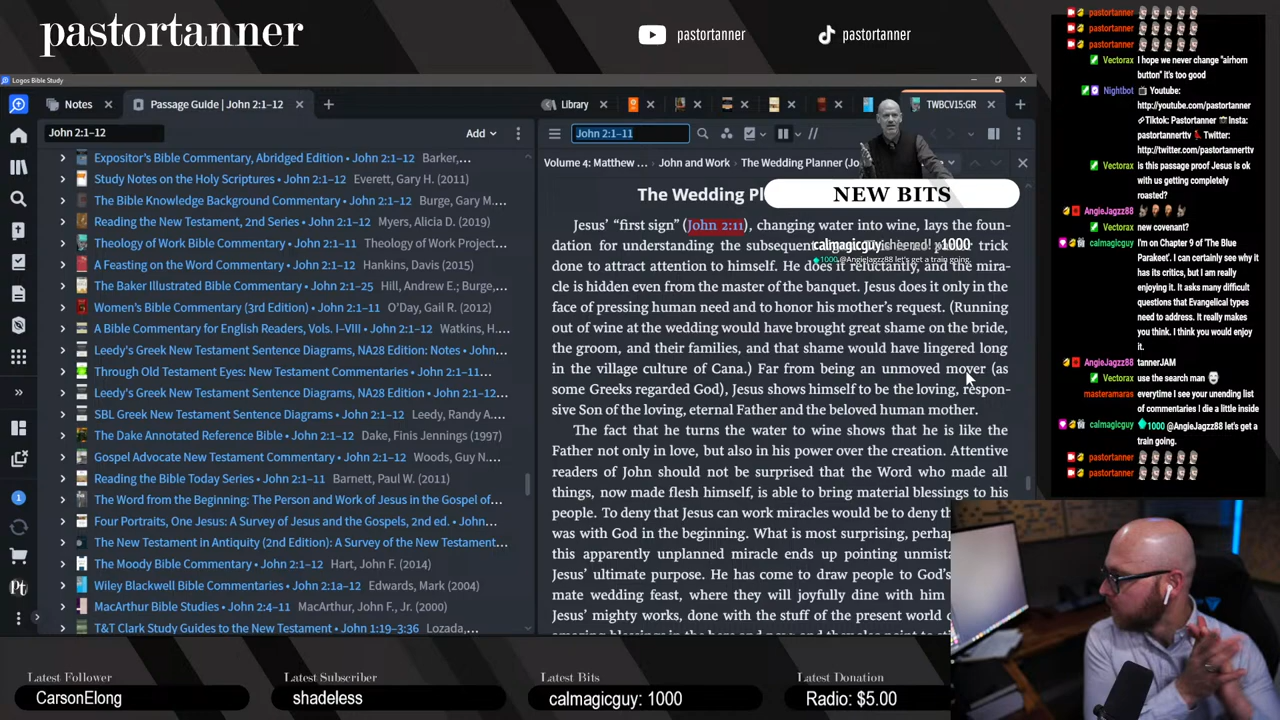 pastortanner
pastortanner
pastortanner
Logos Bible Study
Notes
Passage Guide | John 2:1–12
Library
TWBCV15:GR
John 2:1–12
Add
John 2:1–11
Volume 4: Matthew ...
John and Work
The Wedding Planner (Jo
Expositor's Bible Commentary, Abridged Edition • John 2:1–12 Barker,...
Study Notes on the Holy Scriptures • John 2:1–12 Everett, Gary H. (2011)
The Bible Knowledge Background Commentary • John 2:1–12 Burge, Gary M...
Reading the New Testament, 2nd Series • John 2:1–12 Myers, Alicia D. (2019)
Theology of Work Bible Commentary • John 2:1–12 Theology of Work Project...
A Feasting on the Word Commentary • John 2:1–12 Hankins, Davis (2015)
The Baker Illustrated Bible Commentary • John 2:1–25 Hill, Andrew E.; Burge,...
Women's Bible Commentary (3rd Edition) • John 2:1–11 O'Day, Gail R. (2012)
A Bible Commentary for English Readers, Vols. I–VIII • John 2:1–12 Watkins, H...
Leedy's Greek New Testament Sentence Diagrams, NA28 Edition: Notes • John...
Through Old Testament Eyes: New Testament Commentaries • John 2:1–11...
Leedy's Greek New Testament Sentence Diagrams, NA28 Edition • John 2:1–12...
SBL Greek New Testament Sentence Diagrams • John 2:1–12 Leedy, Randy A...
The Dake Annotated Reference Bible • John 2:1–12 Dake, Finis Jennings (1997)
Gospel Advocate New Testament Commentary • John 2:1–12 Woods, Guy N...
Reading the Bible Today Series • John 2:1–12 Barnett, Paul W. (2011)
The Word from the Beginning: The Person and Work of Jesus in the Gospel of...
Four Portraits, One Jesus: A Survey of Jesus and the Gospels, 2nd ed. • John...
The New Testament in Antiquity (2nd Edition): A Survey of the New Testament...
The Moody Bible Commentary • John 2:1–12 Hart, John F. (2014)
Wiley Blackwell Bible Commentaries • John 2:1a–12 Edwards, Mark (2004)
MacArthur Bible Studies • John 2:4–11 MacArthur, John F., Jr. (2000)
T&T Clark Study Guides to the New Testament • John 1:19–3:36 Lozada,...
1
Pt
The Wedding Pl
NEW BITS
calmagicguy cheered! x1000
1000 @AngieJagzz88 let's get a train going.
Jesus' “first sign” (John 2:11), changing water into wine, lays the foun-
dation for understanding the subsequent trick
done to attract attention to himself. He does it reluctantly, and the mira-
cle is hidden even from the master of the banquet. Jesus does it only in the
face of pressing human need and to honor his mother's request. (Running
out of wine at the wedding would have brought great shame on the bride,
the groom, and their families, and that shame would have lingered long
in the village culture of Cana.) Far from being an unmoved mover (as
some Greeks regarded God), Jesus shows himself to be the loving, respon-
sive Son of the loving, eternal Father and the beloved human mother.
The fact that he turns the water to wine shows that he is like the
Father not only in love, but also in his power over the creation. Attentive
readers of John should not be surprised that the Word who made all
things, now made flesh himself, is able to bring material blessings to his
people. To deny that Jesus can work miracles would be to deny th
was with God in the beginning. What is most surprising, perhap
this apparently unplanned miracle ends up pointing unmista
Jesus' ultimate purpose. He has come to draw people to God's
mate wedding feast, where they will joyfully dine with him
Jesus' mighty works, done with the stuff of the present world o
pastortanner
pastortanner
pastortanner
Vectorax I hope we never change "airhorn
button" it's too good
Nightbot Youtube:
http://youtube.com/pastortanner
Tiktok: Pastortanner Insta:
pastortannerttv Twitter:
http://twitter.com/pastortannerttv
Vectorax is this passage proof Jesus is ok
with us getting completely
roasted?
AngieJagzz88
Vectorax new covenant?
calmagicguy I'm on Chapter 9 of 'The Blue
Parakeet'. I can certainly see why it
has its critics, but I am really
enjoying it. It asks many difficult
questions that Evangelical types
need to address. It really makes
you think. I think you would enjoy
it.
AngieJagzz88 tannerJAM
Vectorax use the search man
masteramaras everytime I see your unending
list of commentaries I die a little inside
calmagicguy 1000 @AngieJagzz88 let's get a
train going.
pastortanner
pastortanner
Latest Follower
CarsonElong
Latest Subscriber
shadeless
Latest Bits
calmagicguy: 1000
Latest Donation
Radio: $5.00